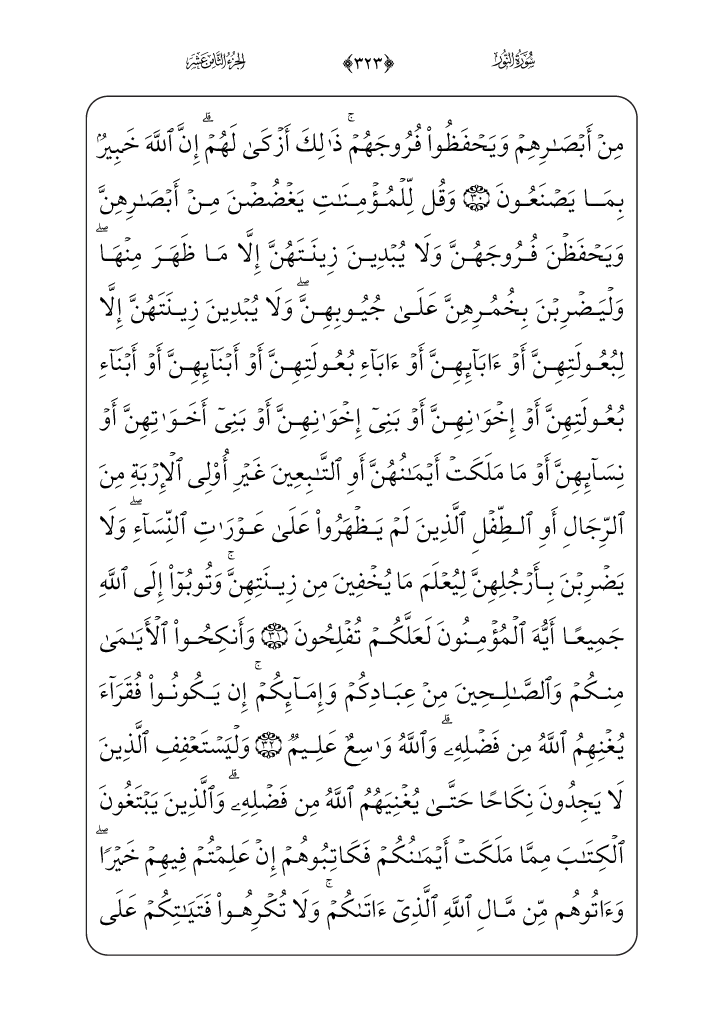 سُورَةُ النُّورِ ﴿٣٢٣﴾ الجُزْءُ الثَّامِنَ عَشَرَ
مِنۡ أَبۡصَٰرِهِمۡ وَيَحۡفَظُواْ فُرُوجَهُمۡۚ ذَٰلِكَ أَزۡكَىٰ لَهُمۡۗ إِنَّ ٱللَّهَ خَبِيرُۢ
بِمَا يَصۡنَعُونَ ٣٠ وَقُل لِّلۡمُؤۡمِنَٰتِ يَغۡضُضۡنَ مِنۡ أَبۡصَٰرِهِنَّ
وَيَحۡفَظۡنَ فُرُوجَهُنَّ وَلَا يُبۡدِينَ زِينَتَهُنَّ إِلَّا مَا ظَهَرَ مِنۡهَاۖ
وَلۡيَضۡرِبۡنَ بِخُمُرِهِنَّ عَلَىٰ جُيُوبِهِنَّۖ وَلَا يُبۡدِينَ زِينَتَهُنَّ إِلَّا
لِبُعُولَتِهِنَّ أَوۡ ءَابَآئِهِنَّ أَوۡ ءَابَآءِ بُعُولَتِهِنَّ أَوۡ أَبۡنَآئِهِنَّ أَوۡ أَبۡنَآءِ
بُعُولَتِهِنَّ أَوۡ إِخۡوَٰنِهِنَّ أَوۡ بَنِيٓ إِخۡوَٰنِهِنَّ أَوۡ بَنِيٓ أَخَوَٰتِهِنَّ أَوۡ
نِسَآئِهِنَّ أَوۡ مَا مَلَكَتۡ أَيۡمَٰنُهُنَّ أَوِ ٱلتَّٰبِعِينَ غَيۡرِ أُوْلِي ٱلۡإِرۡبَةِ مِنَ
ٱلرِّجَالِ أَوِ ٱلطِّفۡلِ ٱلَّذِينَ لَمۡ يَظۡهَرُواْ عَلَىٰ عَوۡرَٰتِ ٱلنِّسَآءِۖ وَلَا
يَضۡرِبۡنَ بِأَرۡجُلِهِنَّ لِيُعۡلَمَ مَا يُخۡفِينَ مِن زِينَتِهِنَّۚ وَتُوبُوٓاْ إِلَى ٱللَّهِ
جَمِيعًا أَيُّهَ ٱلۡمُؤۡمِنُونَ لَعَلَّكُمۡ تُفۡلِحُونَ ٣١ وَأَنكِحُواْ ٱلۡأَيَٰمَىٰ
مِنكُمۡ وَٱلصَّٰلِحِينَ مِنۡ عِبَادِكُمۡ وَإِمَآئِكُمۡۚ إِن يَكُونُواْ فُقَرَآءَ
يُغۡنِهِمُ ٱللَّهُ مِن فَضۡلِهِۦۗ وَٱللَّهُ وَٰسِعٌ عَلِيمٞ ٣٢ وَلۡيَسۡتَعۡفِفِ ٱلَّذِينَ
لَا يَجِدُونَ نِكَاحًا حَتَّىٰ يُغۡنِيَهُمُ ٱللَّهُ مِن فَضۡلِهِۦۗ وَٱلَّذِينَ يَبۡتَغُونَ
ٱلۡكِتَٰبَ مِمَّا مَلَكَتۡ أَيۡمَٰنُكُمۡ فَكَاتِبُوهُمۡ إِنۡ عَلِمۡتُمۡ فِيهِمۡ خَيۡرٗاۖ
وَءَاتُوهُم مِّن مَّالِ ٱللَّهِ ٱلَّذِيٓ ءَاتَىٰكُمۡۚ وَلَا تُكۡرِهُواْ فَتَيَٰتِكُمۡ عَلَى